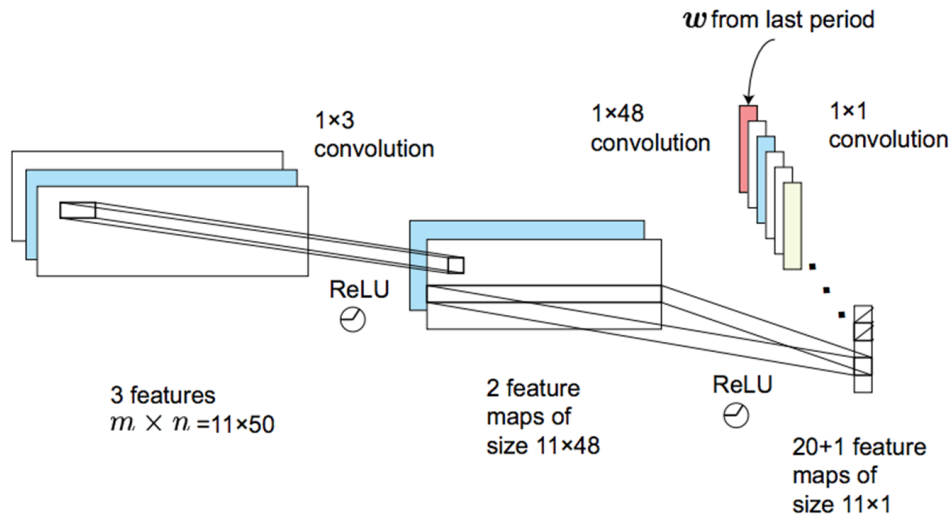 w from last period
1×3
convolution
1×48
convolution
1×1
convolution
ReLU
ReLU
3 features
m × n =11×50
2 feature
maps of
size 11×48
20+1 feature
maps of
size 11×1